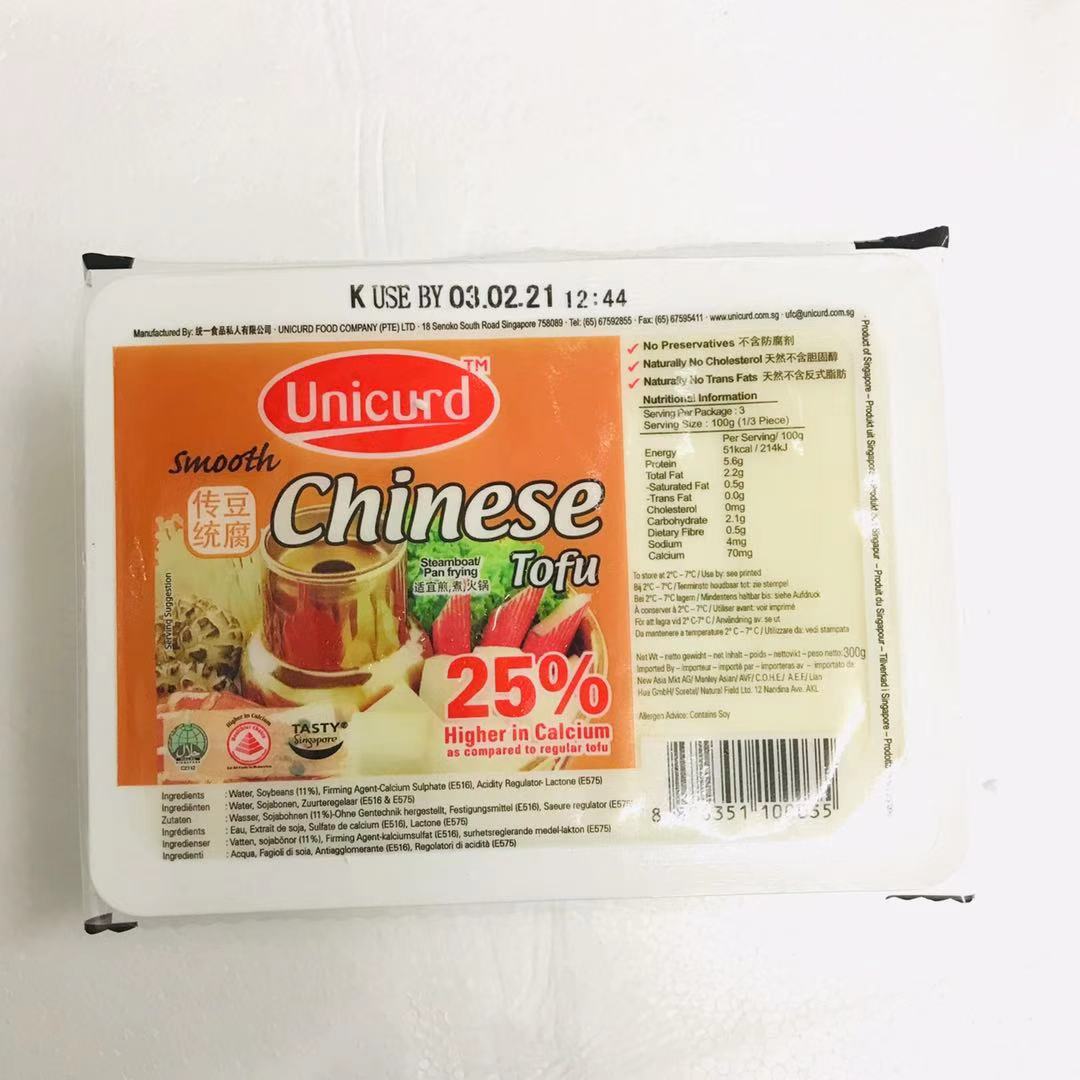 K USE BY 03.02.21 12:44
Manufactured By: 统一食品私人有限公司 · UNICURD FOOD COMPANY (PTE) LTD · 18 Senoko South Road Singapore 758089 · Tel: (65) 67592855 · Fax: (65) 67595411 · www.unicurd.com.sg · ufc@unicurd.com.sg
Unicurd TM
Smooth
传统豆腐
Chinese
Tofu
Steamboat/
Pan frying
适宜煎,煮,火锅
Serving Suggestion
25%
Higher in Calcium
as compared to regular tofu
Higher in Calcium
TASTY
Singapore
✓ No Preservatives 不含防腐剂
✓ Naturally No Cholesterol 天然不含胆固醇
✓ Naturally No Trans Fats 天然不含反式脂肪
Nutritional Information
Serving Per Package : 3
Serving Size : 100g (1/3 Piece)
Per Serving/ 100g
Energy 51kcal / 214kJ
Protein 5.6g
Total Fat 2.2g
-Saturated Fat 0.5g
-Trans Fat 0.0g
Cholesterol 0mg
Carbohydrate 2.1g
Dietary Fibre 0.5g
Sodium 4mg
Calcium 70mg
To store at 2°C – 7°C / Use by: see printed
Bij 2°C – 7°C / Tenminste houdbaar tot: zie stempel
Bei 2°C – 7°C lagern / Mindestens haltbar bis: siehe Aufdruck
A conserver à 2°C – 7°C / Utiliser avant: voir imprimé
För att lagra vid 2° C-7° C / Användning av: se ut
Da mantenere a temperature 2° C – 7° C / Utilizzare da: vedi stampata
Net Wt – netto gewicht – net inhalt – poids – nettovikt – peso netto: 300g
Imported By – importeur – importé par – importeras av – importato da:
New Asia Mkt AG/ Manley Asian/ AVF/ C.O.H.E./ A.E.F./ Lian
Hua GmbH/ Soretal/ Natural Field Ltd. 12 Nandina Ave. AKL
Allergen Advice: Contains Soy
Product of Singapore – Produkt uit Singapore – Singapur – Produit du Singapour – Tillverkad i Singapore –
Ingredients : Water, Soybeans (11%), Firming Agent-Calcium Sulphate (E516), Acidity Regulator- Lactone (E575)
Ingrediënten : Water, Sojabonen, Zuurteregelaar (E516 & E575)
Zutaten : Wasser, Sojabohnen (11%)-Ohne Gentechnik hergestellt, Festigungsmittel (E516), Saeure regulator (E575)
Ingrédients : Eau, Extrait de soja, Sulfate de calcium (E516), Lactone (E575)
Ingredienser : Vatten, sojabönor (11%), Firming Agent-kalciumsulfat (E516), surhetsreglerande medel-lakton (E575)
Ingredienti : Acqua, Fagioli di soia, Antiagglomerante (E516), Regolatori di acidità (E575)